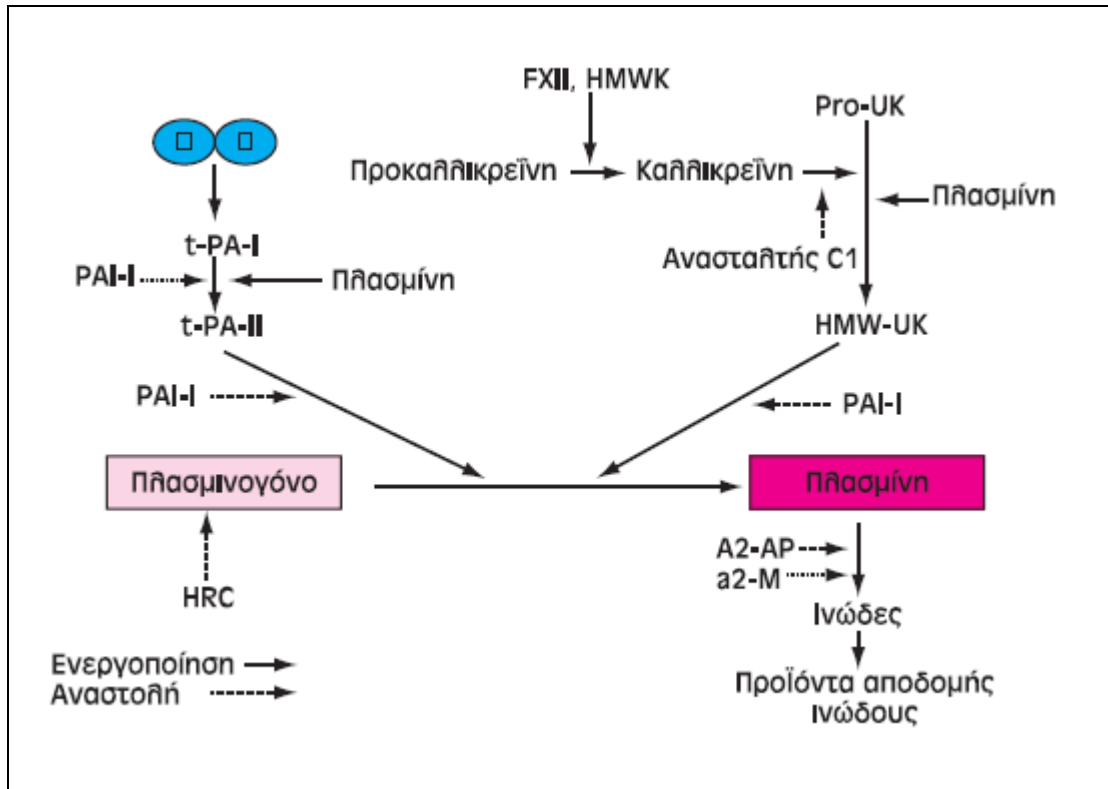 FXII, HMWK
Pro-UK
Προκαλλικρεΐνη
Καλλικρεΐνη
Πλασμίνη
t-PA-I
Αναστατλτής C1
PAI-I
Πλασμίνη
t-PA-II
HMW-UK
PAI-I
PAI-I
Πλασμινογόνο
Πλασμίνη
A2-AP
a2-M
HRC
Ινώδες
Ενεργοποίηση
Αναστολή
Προϊόντα αποδομής
ινώδους